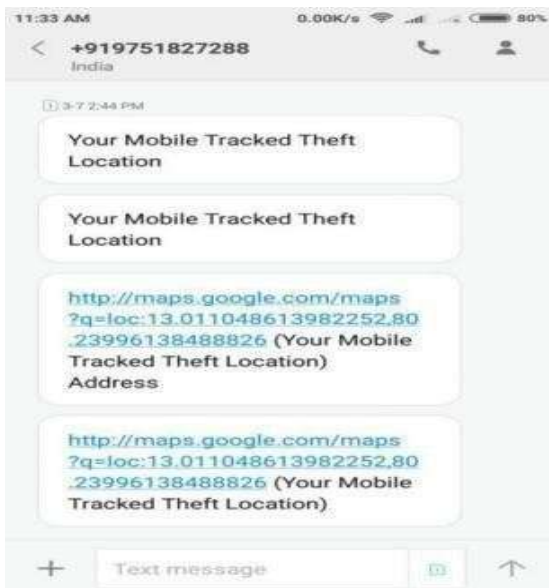 11:33 AM 0.00K/s 80%
+919751827288
India
3-7 2:44 PM
Your Mobile Tracked Theft
Location
Your Mobile Tracked Theft
Location
http://maps.google.com/maps
?q=loc:13.011048613982252,80
.23996138488826 (Your Mobile
Tracked Theft Location)
Address
http://maps.google.com/maps
?q=loc:13.011048613982252,80
.23996138488826 (Your Mobile
Tracked Theft Location)
Text message